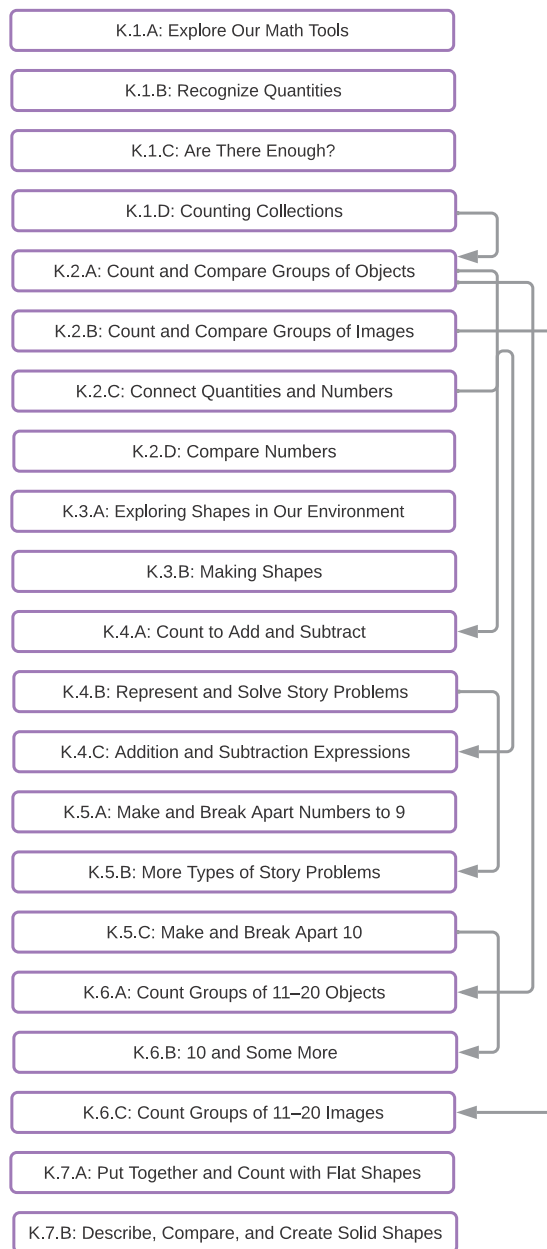 K.1.A: Explore Our Math Tools
K.1.B: Recognize Quantities
K.1.C: Are There Enough?
K.1.D: Counting Collections
K.2.A: Count and Compare Groups of Objects
K.2.B: Count and Compare Groups of Images
K.2.C: Connect Quantities and Numbers
K.2.D: Compare Numbers
K.3.A: Exploring Shapes in Our Environment
K.3.B: Making Shapes
K.4.A: Count to Add and Subtract
K.4.B: Represent and Solve Story Problems
K.4.C: Addition and Subtraction Expressions
K.5.A: Make and Break Apart Numbers to 9
K.5.B: More Types of Story Problems
K.5.C: Make and Break Apart 10
K.6.A: Count Groups of 11–20 Objects
K.6.B: 10 and Some More
K.6.C: Count Groups of 11–20 Images
K.7.A: Put Together and Count with Flat Shapes
K.7.B: Describe, Compare, and Create Solid Shapes